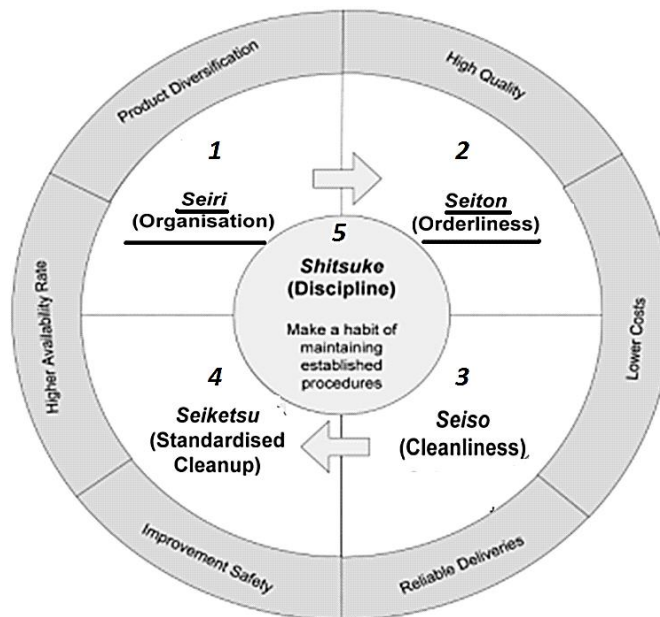 Product Diversification
High Quality
Lower Costs
Reliable Deliveries
Improvement Safety
Higher Availability Rate
1
Seiri
(Organisation)
2
Seiton
(Orderliness)
5
Shitsuke
(Discipline)
Make a habit of
maintaining
established
procedures
3
Seiso
(Cleanliness)
4
Seiketsu
(Standardised
Cleanup)